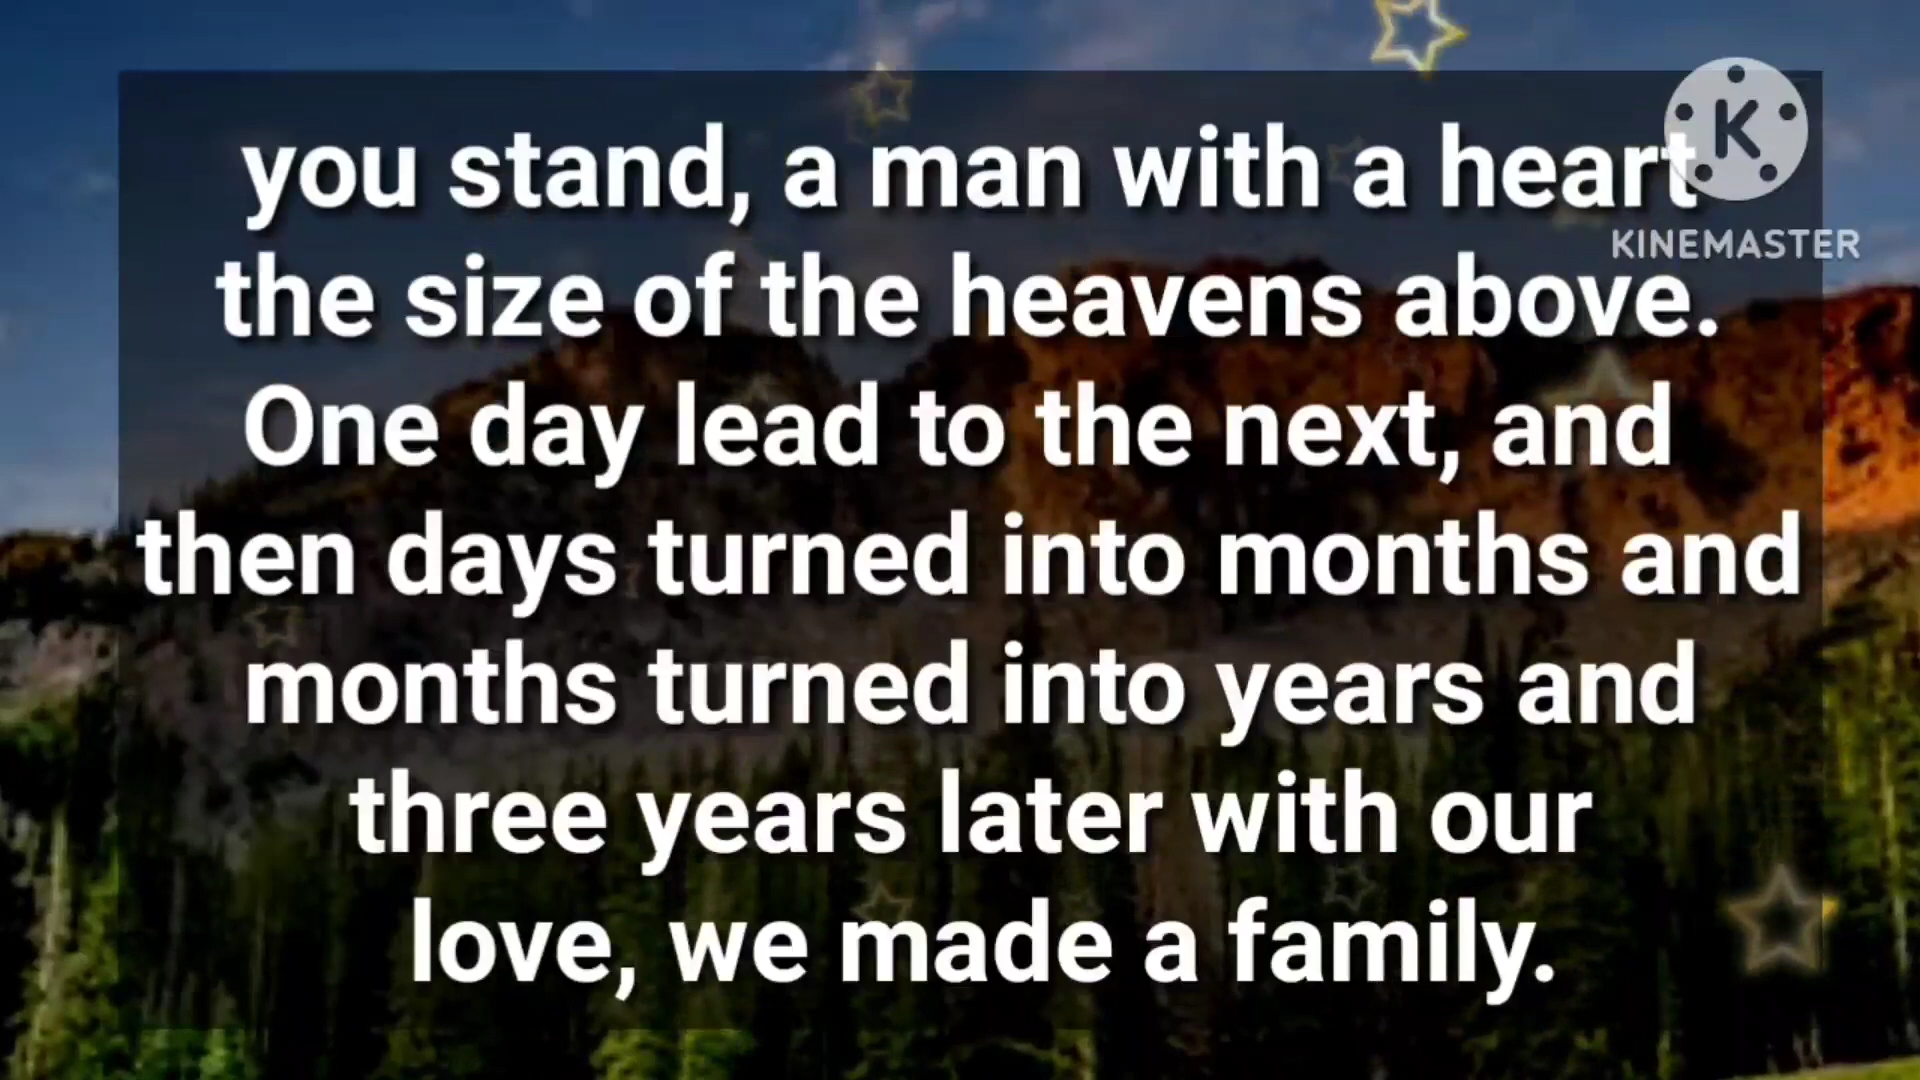 you stand, a man with a heart
the size of the heavens above.
One day lead to the next, and
then days turned into months and
months turned into years and
three years later with our
love, we made a family.
K
KINEMASTER